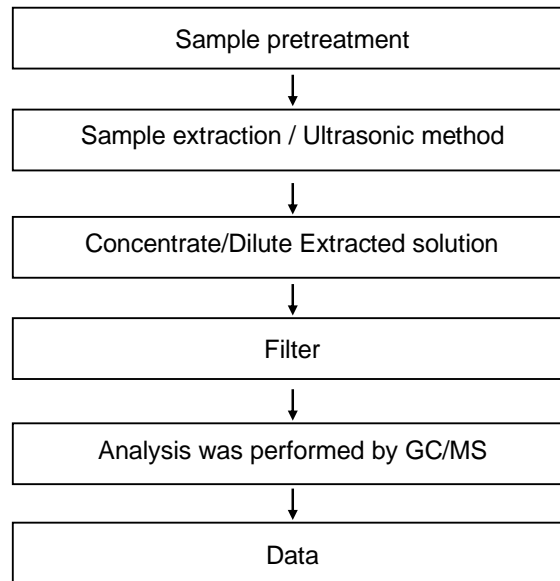 Sample pretreatment
Sample extraction / Ultrasonic method
Concentrate/Dilute Extracted solution
Filter
Analysis was performed by GC/MS
Data